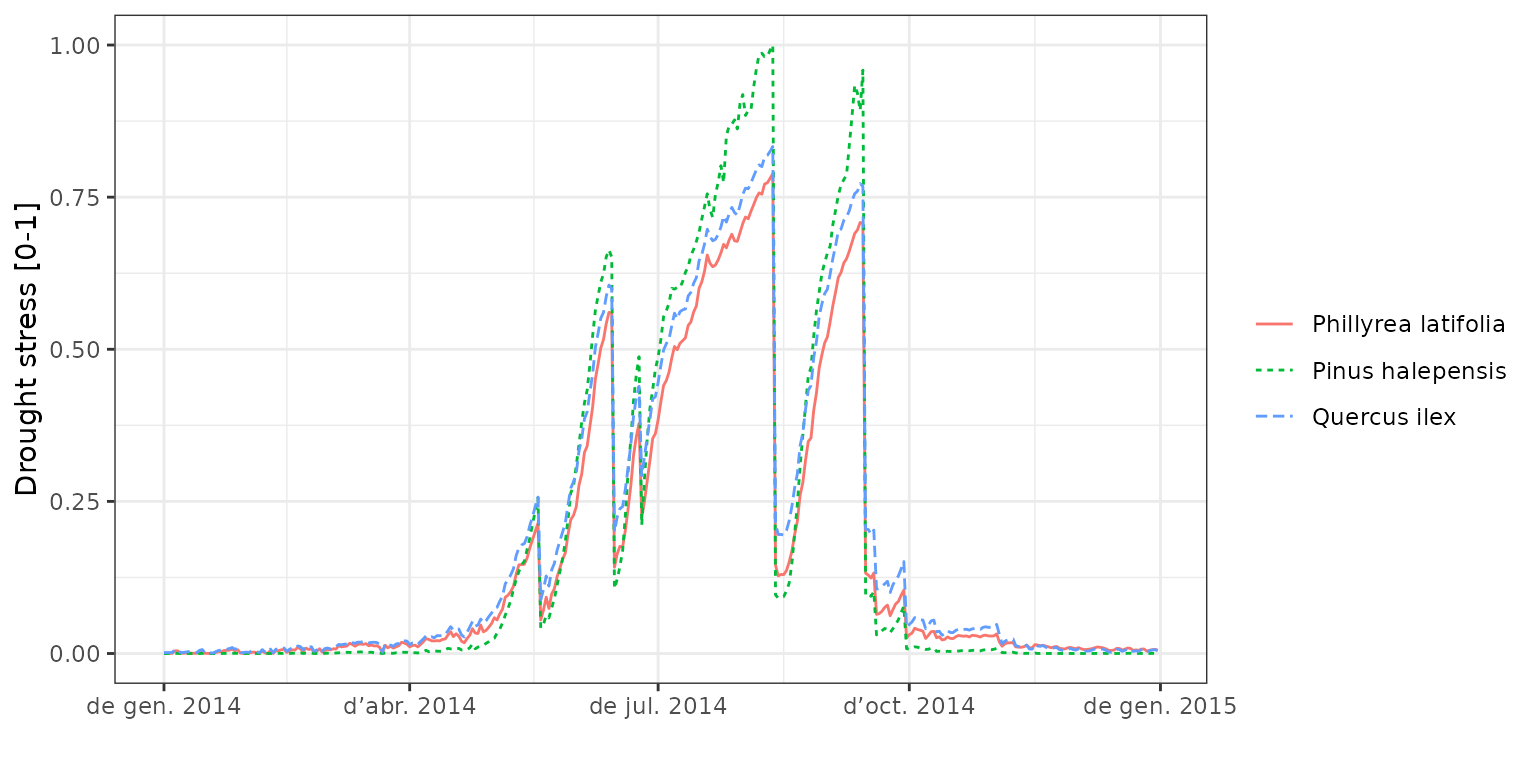 Drought stress [0-1]
1.00
0.75
0.50
0.25
0.00
de gen. 2014
d’abr. 2014
de jul. 2014
d’oct. 2014
de gen. 2015
Phillyrea latifolia
Pinus halepensis
Quercus ilex